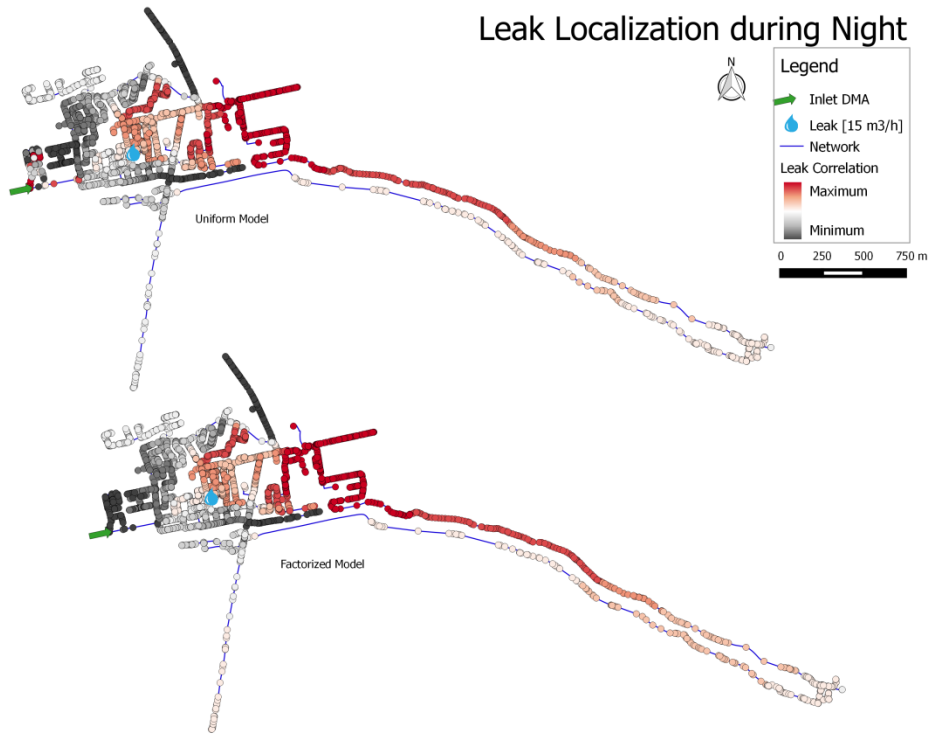 Leak Localization during Night
N
Legend
Inlet DMA
Leak [15 m3/h]
Network
Leak Correlation
Maximum
Minimum
0 250 500 750 m
Uniform Model
Factorized Model